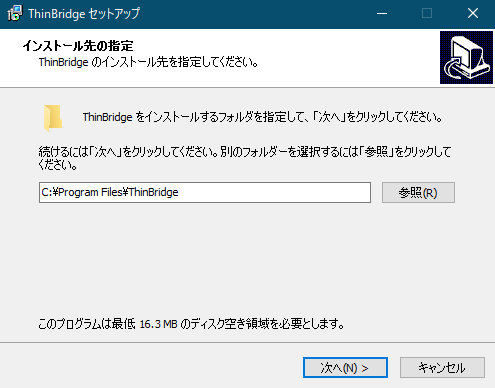 ThinBridge セットアップ
インストール先の指定
ThinBridge のインストール先を指定してください。
ThinBridge をインストールするフォルダを指定して、「次へ」をクリックしてください。
続けるには「次へ」をクリックしてください。別のフォルダーを選択するには「参照」をクリックして
ください。
C:¥Program Files¥ThinBridge
参照(R)
このプログラムは最低 16.3 MB のディスク空き領域を必要とします。
次へ(N) >
キャンセル